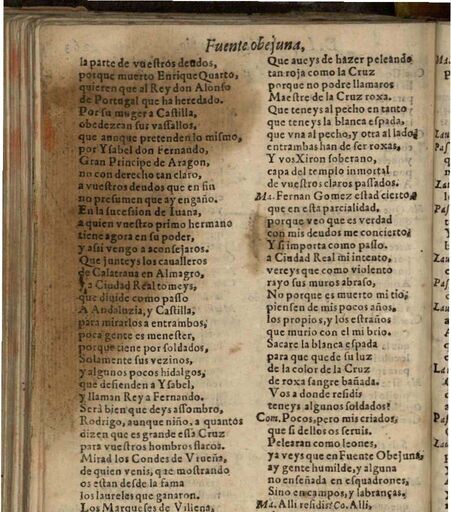 Fuente obejuna,
la parte de vuestros deudos,
porque muerto Enrique Quarto,
quieren que al Rey don Alonso
de Portugal que ha heredado.
Por su muger a Castilla,
obedezcan sus vassallos,
que aunque pretende lo mismo,
por Ysabel don Fernando,
Gran Principe de Aragon,
no con derecho tan claro,
a vuestros deudos que en fin
no presumen que ay engaño.
En la sucession de Iuana,
a quien vuestro primo hermano
tiene agora en su poder,
y assi vengo a aconsejaros.
Que junteys los caualleros
de Calatraua en Almagro,
y a Ciudad Real tomeys,
que diuide como passo
A Andaluzia, y Castilla,
para mirarlos a entrambos,
poca gente es menester,
porque tiene por soldados,
Solamente sus vezinos,
y algunos pocos hidalgos,
que defienden a Ysabel,
y llaman Rey a Fernando.
Será bien que deys assombro,
Rodrigo, aunque niño, a quantos
dizen que es grande esta Cruz
para vuestros hombros flacos.
Mirad los Condes de Vrueña,
de quien venis, que mostrando
os estan desde la fama
los laureles que ganaron.
Los Marqueses de Villena,
Que aueys de hazer peleando
tan roja como la Cruz
porque no podre llamaros
Maestre de la Cruz roxa.
Que teneys al pecho en tanto
que teneys la blanca espada,
que vna al pecho, y otra al lado
entrambas han de ser roxas,
Y vos Xiron soberano,
capa del templo inmortal
de vuestros claros passados.
Ma. Fernan Gomez estad cierto,
que en esta parcialidad,
porque veo que es verdad
con mis deudos me concierto,
Y si importa como passo.
a Ciudad Real mi intento,
vereys que como violento
rayo sus muros abraso,
No porque es muerto mi tio,
piensen de mis pocos años,
los propios, y los estraños
que murio con el mi brio.
Sacare la blanca espada
para que quede su luz
de la color de la Cruz
de roxa sangre bañada.
Vos a donde residis
teneys algunos soldados?
Com. Pocos, pero mis criados,
que si dellos os seruis.
Pelearan como leones,
ya veys que en Fuente Obejuna,
ay gente humilde, y alguna
no enseñada en esquadrones,
Sino en campos, y labranças.
Ma. Alli residis? Co. Alli,